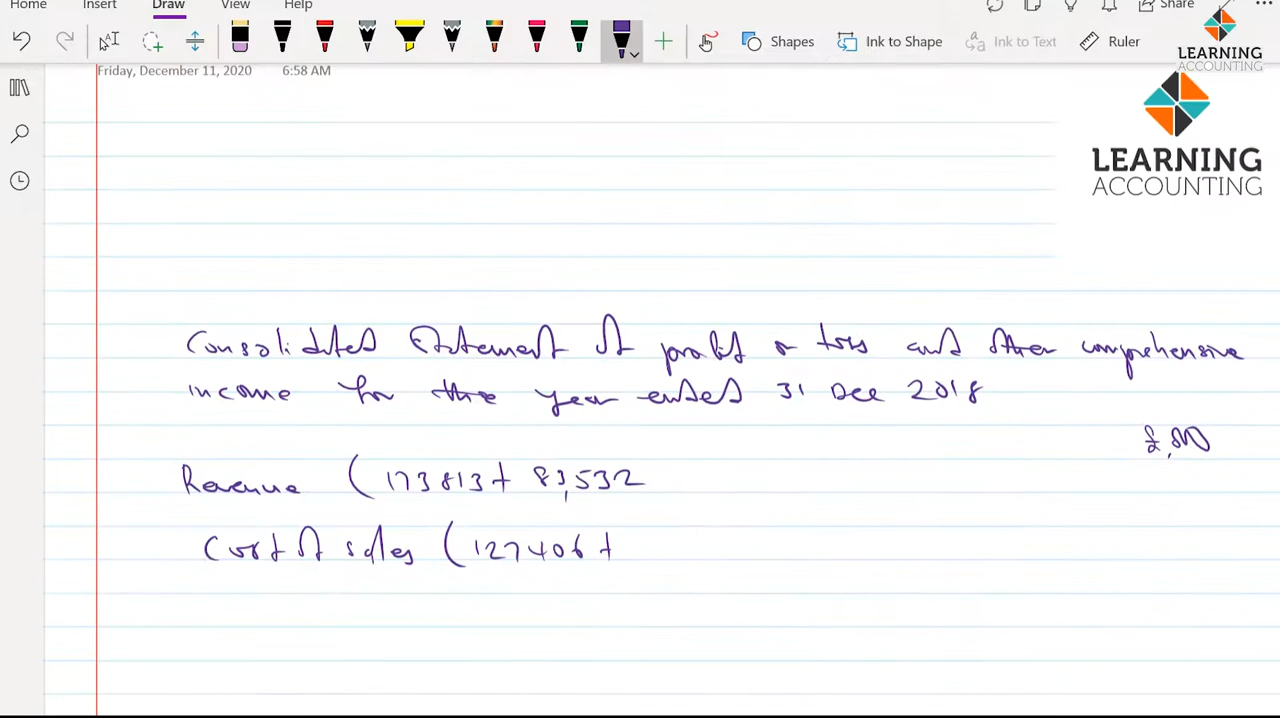 Home Insert Draw View Help Share
Shapes Ink to Shape Ink to Text Ruler
LEARNING
ACCOUNTING
Friday, December 11, 2020 6:58 AM
LEARNING
ACCOUNTING
Consolidated Statement of profit or loss and other comprehensive
income for the year ended 31 Dec 2018
Revenue (173813+ 83,532
Cost of sales (127406 +